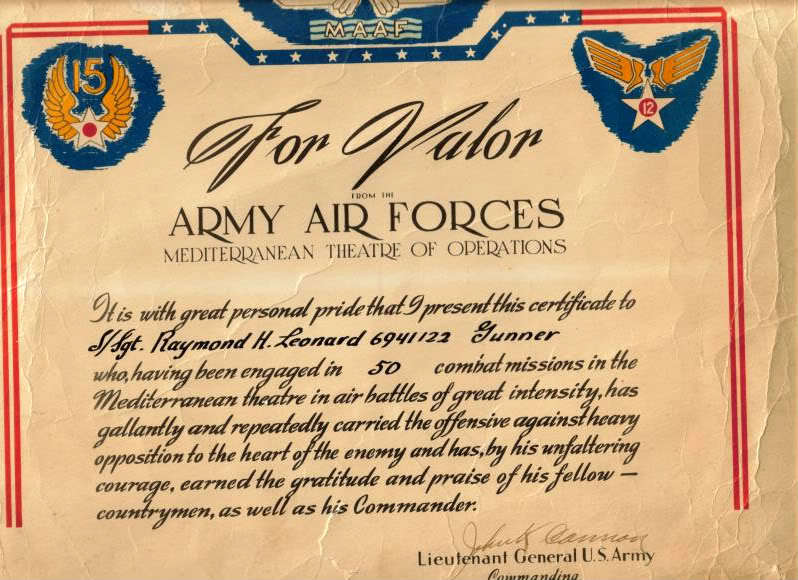 MAAF
15
12
For Valor
FROM THE
ARMY AIR FORCES
MEDITERRANEAN THEATRE OF OPERATIONS
It is with great personal pride that I present this certificate to
S/Sgt. Raymond H. Leonard 6941122 Gunner
who, having been engaged in 50 combat missions in the
Mediterranean theatre in air battles of great intensity, has
gallantly and repeatedly carried the offensive against heavy
opposition to the heart of the enemy and has, by his unfaltering
courage, earned the gratitude and praise of his fellow –
countrymen, as well as his Commander.
John K Cannon
Lieutenant General U.S. Army
Commanding